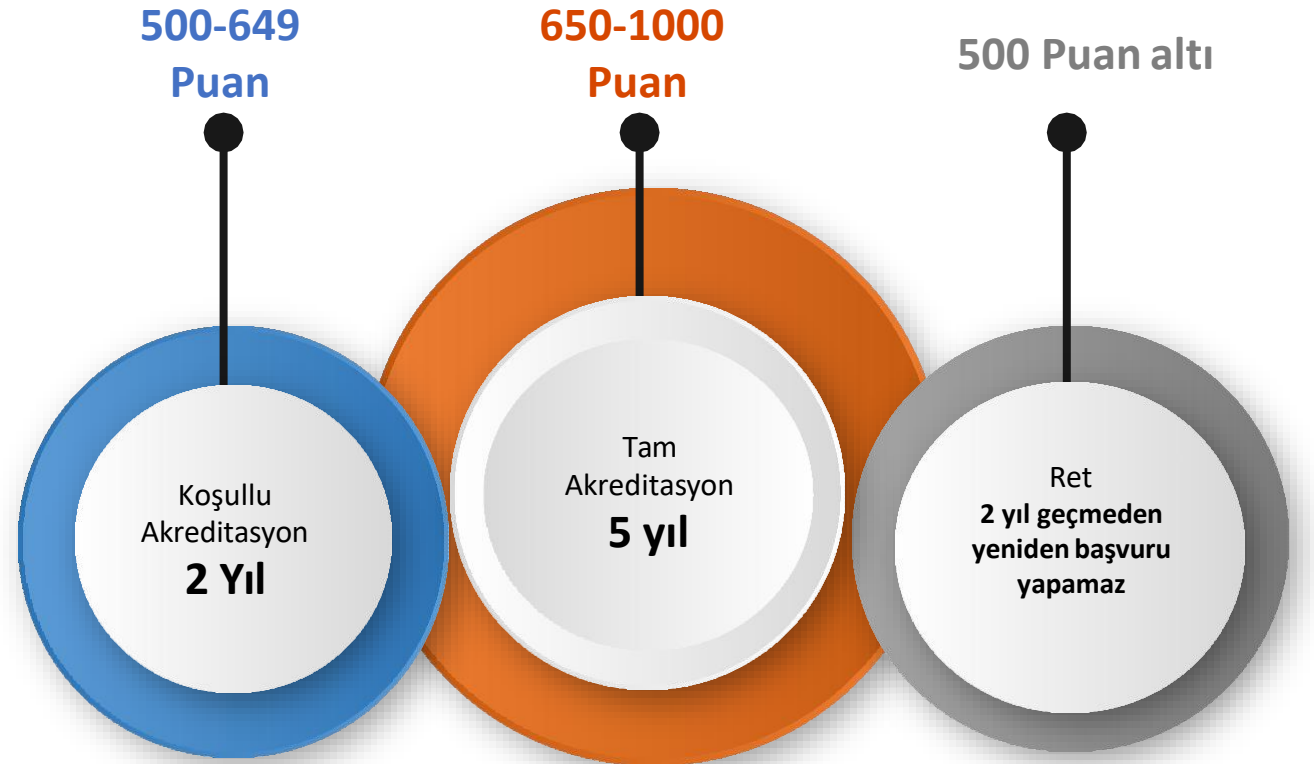 500-649
Puan
650-1000
Puan
500 Puan altı
Koşullu
Akreditasyon
2 Yıl
Tam
Akreditasyon
5 yıl
Ret
2 yıl geçmeden
yeniden başvuru
yapamaz